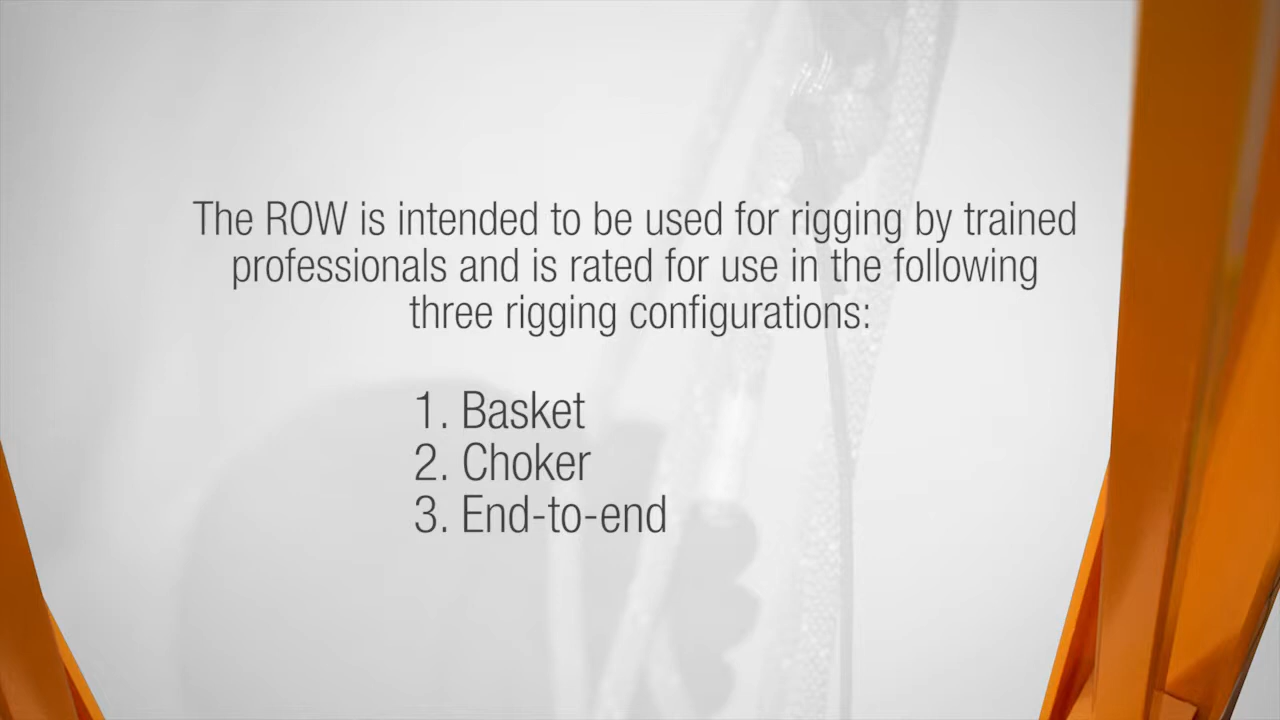 The ROW is intended to be used for rigging by trained
professionals and is rated for use in the following
three rigging configurations:
1. Basket
2. Choker
3. End-to-end